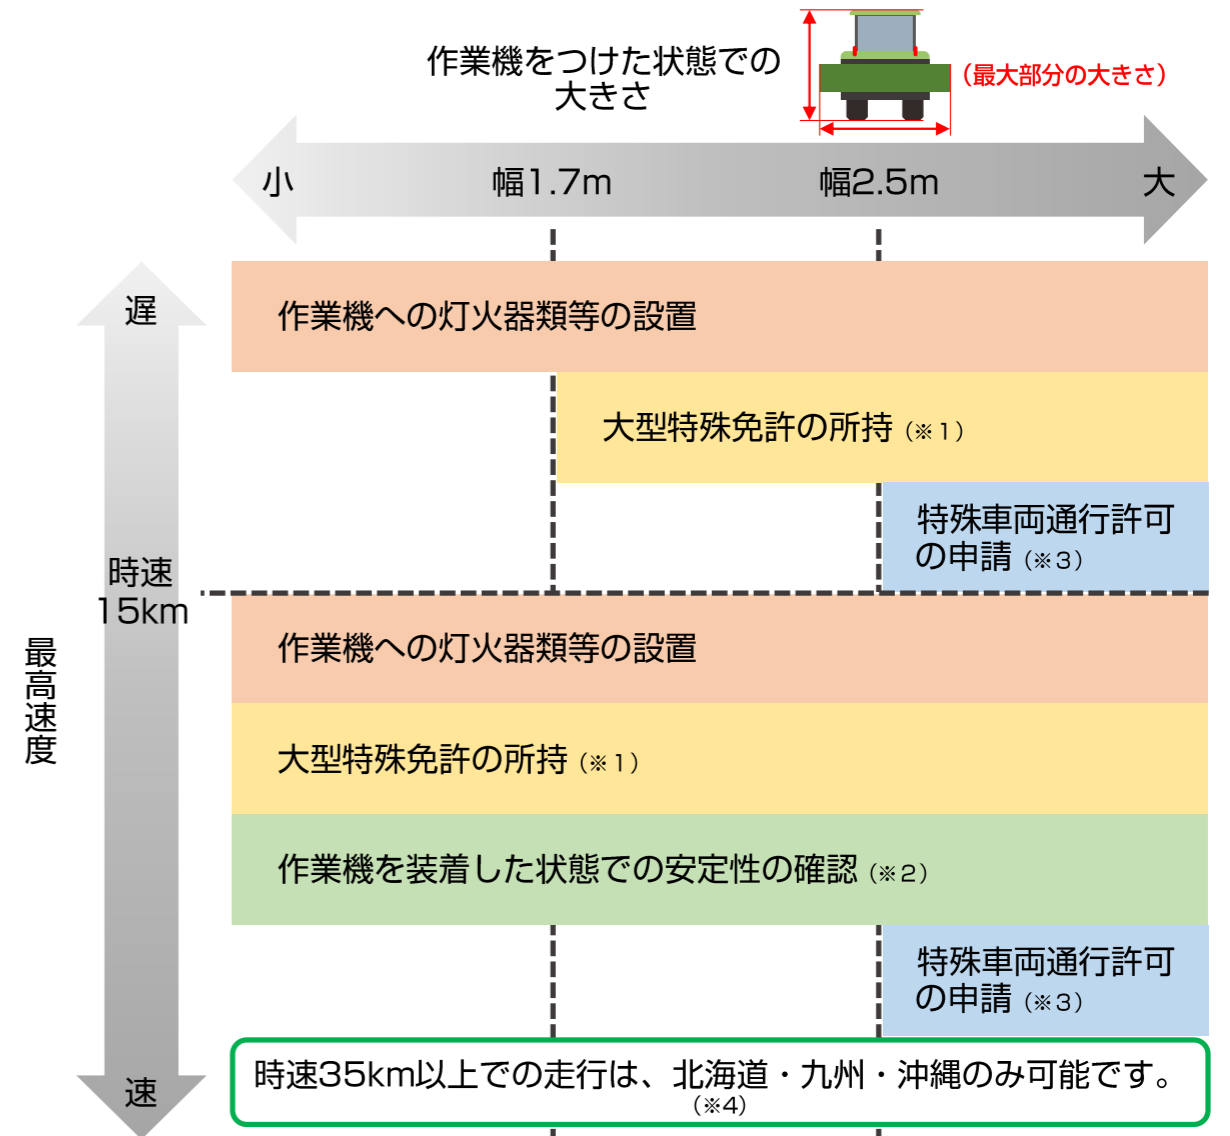 作業機をつけた状態での
大きさ
（最大部分の大きさ）
小
幅1.7m
幅2.5m
大
遅
作業機への灯火器類等の設置
大型特殊免許の所持（※１）
特殊車両通行許可
の申請（※３）
時速
15km
最高速度
作業機への灯火器類等の設置
大型特殊免許の所持（※１）
作業機を装着した状態での安定性の確認（※２）
特殊車両通行許可
の申請（※３）
速
時速35km以上での走行は、北海道・九州・沖縄のみ可能です。
（※4）